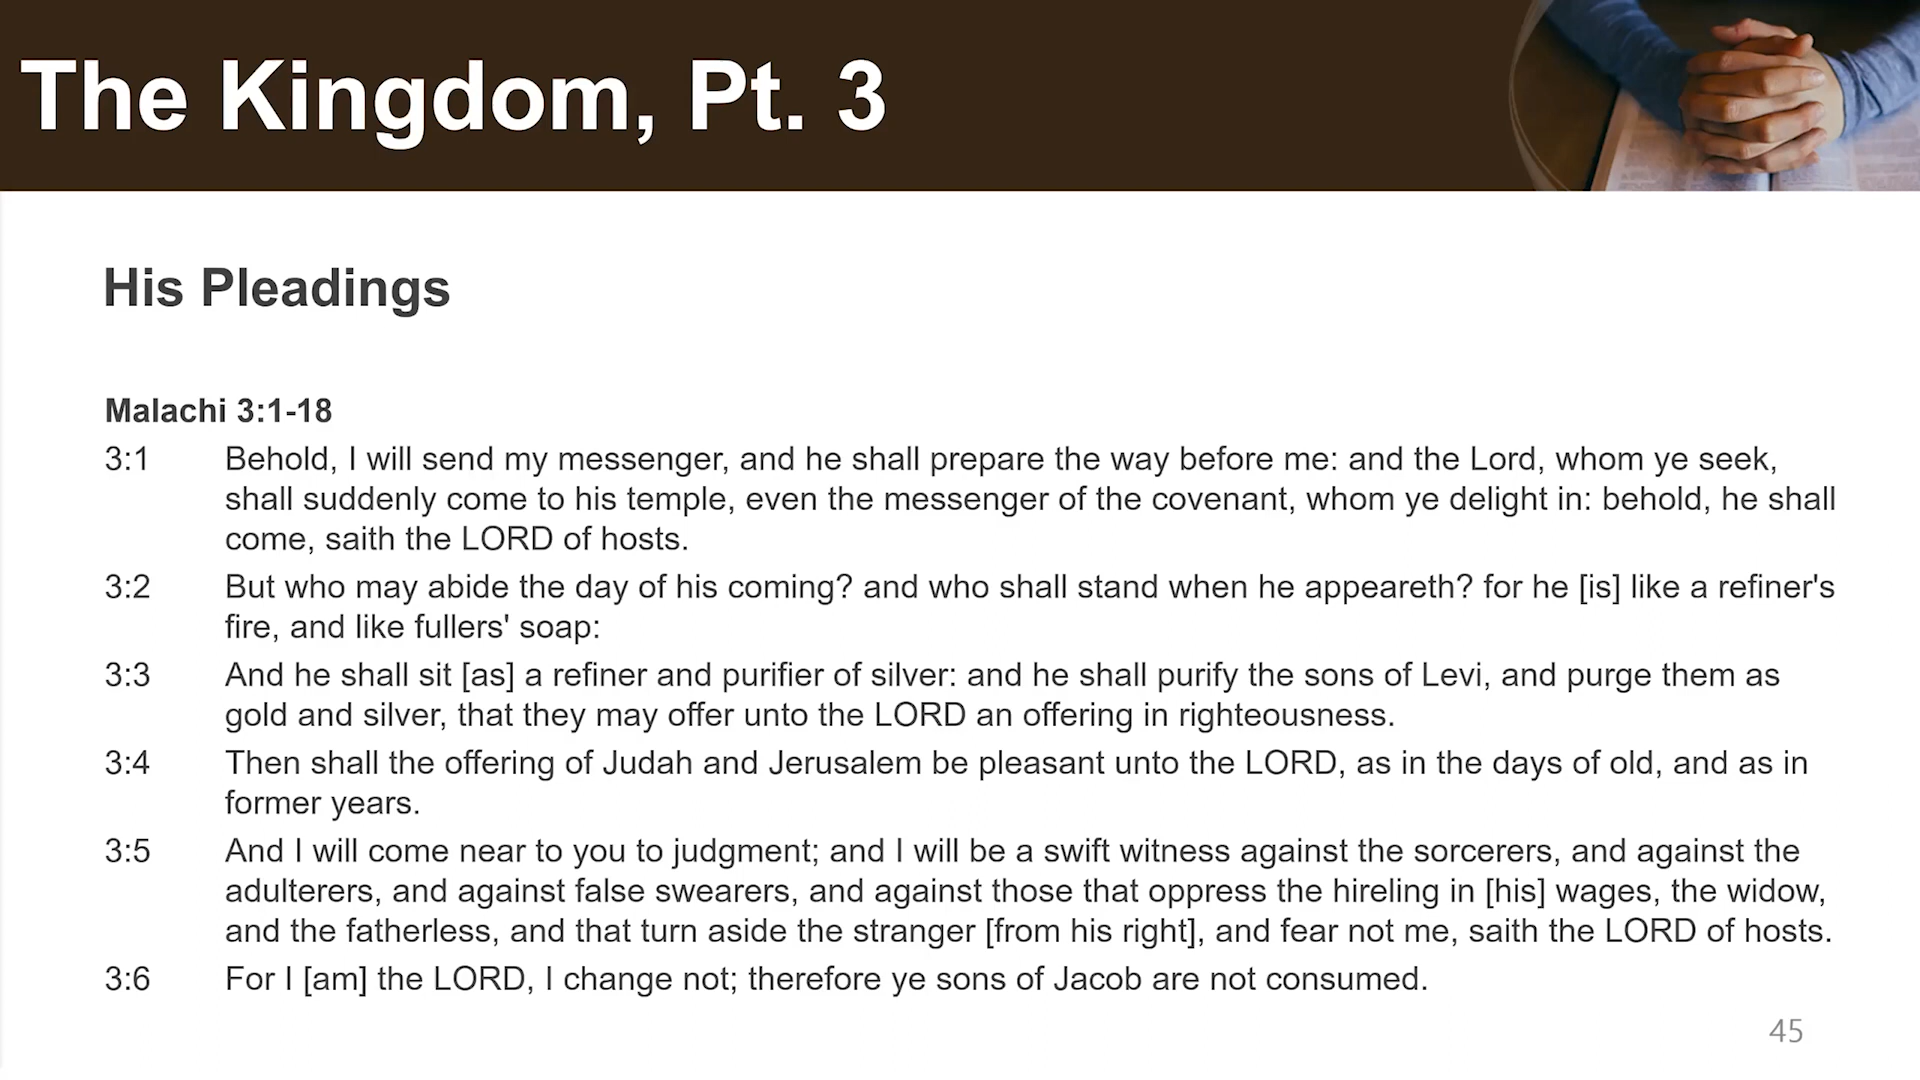 The Kingdom, Pt. 3
His Pleadings
Malachi 3:1-18
3:1 Behold, I will send my messenger, and he shall prepare the way before me: and the Lord, whom ye seek,
shall suddenly come to his temple, even the messenger of the covenant, whom ye delight in: behold, he shall
come, saith the LORD of hosts.
3:2 But who may abide the day of his coming? and who shall stand when he appeareth? for he [is] like a refiner's
fire, and like fullers' soap:
3:3 And he shall sit [as] a refiner and purifier of silver: and he shall purify the sons of Levi, and purge them as
gold and silver, that they may offer unto the LORD an offering in righteousness.
3:4 Then shall the offering of Judah and Jerusalem be pleasant unto the LORD, as in the days of old, and as in
former years.
3:5 And I will come near to you to judgment; and I will be a swift witness against the sorcerers, and against the
adulterers, and against false swearers, and against those that oppress the hireling in [his] wages, the widow,
and the fatherless, and that turn aside the stranger [from his right], and fear not me, saith the LORD of hosts.
3:6 For I [am] the LORD, I change not; therefore ye sons of Jacob are not consumed.
45